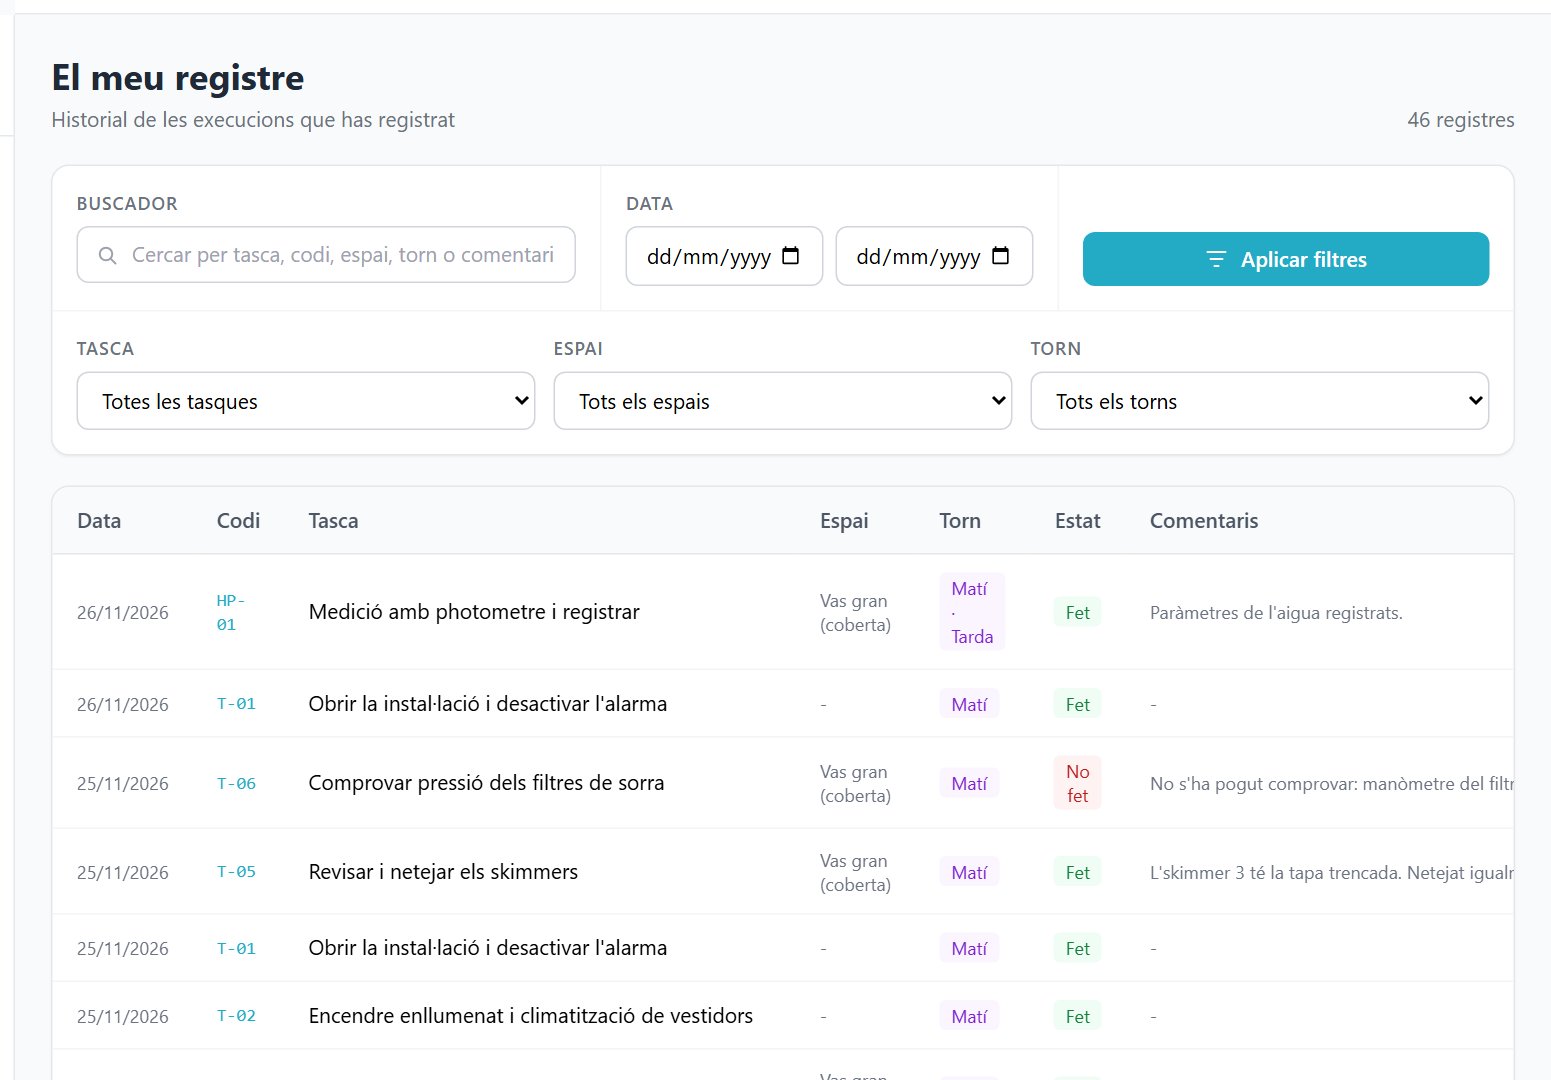 El meu registre
Historial de les execucions que has registrat
46 registres
BUSCADOR
DATA
Cercar per tasca, codi, espai, torn o comentari
dd/mm/yyyy
dd/mm/yyyy
Aplicar filtres
TASCA
ESPAI
TORN
Totes les tasques
Tots els espais
Tots els torns
Data Codi Tasca Espai Torn Estat Comentaris
26/11/2026
HP-
01
Medició amb photometre i registrar
Vas gran
(coberta)
Matí
·
Tarda
Fet
Paràmetres de l'aigua registrats.
26/11/2026 T-01 Obrir la instal·lació i desactivar l'alarma - Matí Fet -
25/11/2026 T-06 Comprovar pressió dels filtres de sorra
Vas gran
(coberta)
Matí
No
fet
No s'ha pogut comprovar: manòmetre del filtr
25/11/2026 T-05 Revisar i netejar els skimmers
Vas gran
(coberta)
Matí
Fet
L'skimmer 3 té la tapa trencada. Netejat igualr
25/11/2026 T-01 Obrir la instal·lació i desactivar l'alarma - Matí Fet -
25/11/2026 T-02 Encendre enllumenat i climatització de vestidors - Matí Fet -